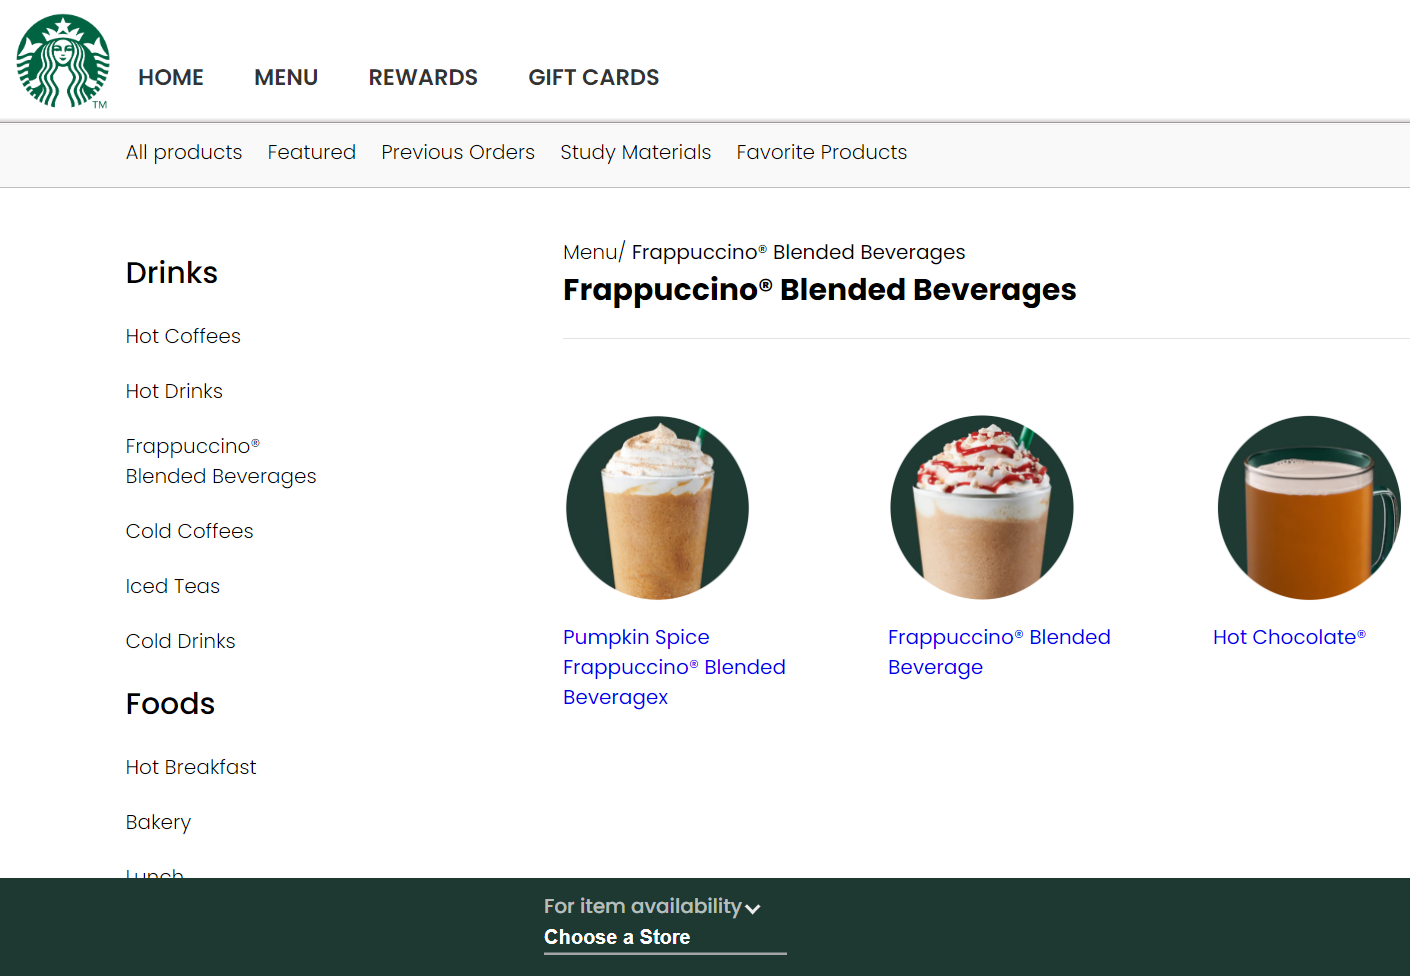 TM
HOME MENU REWARDS GIFT CARDS
All products Featured Previous Orders Study Materials Favorite Products
Drinks
Hot Coffees
Hot Drinks
Frappuccino®
Blended Beverages
Cold Coffees
Iced Teas
Cold Drinks
Foods
Hot Breakfast
Bakery
Lunch
Menu/ Frappuccino® Blended Beverages
Frappuccino® Blended Beverages
Pumpkin Spice
Frappuccino® Blended
Beveragex
Frappuccino® Blended
Beverage
Hot Chocolate®
For item availability
Choose a Store